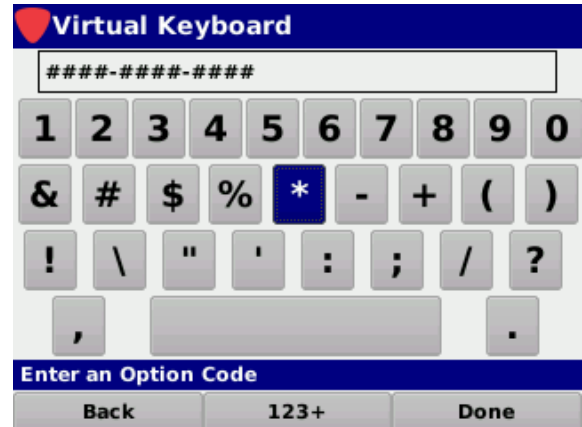 Virtual Keyboard
####-####-####
1 2 3 4 5 6 7 8 9 0
& # $ % * - + ( )
! \ " ' : ; / ?
, .
Enter an Option Code
Back 123+ Done